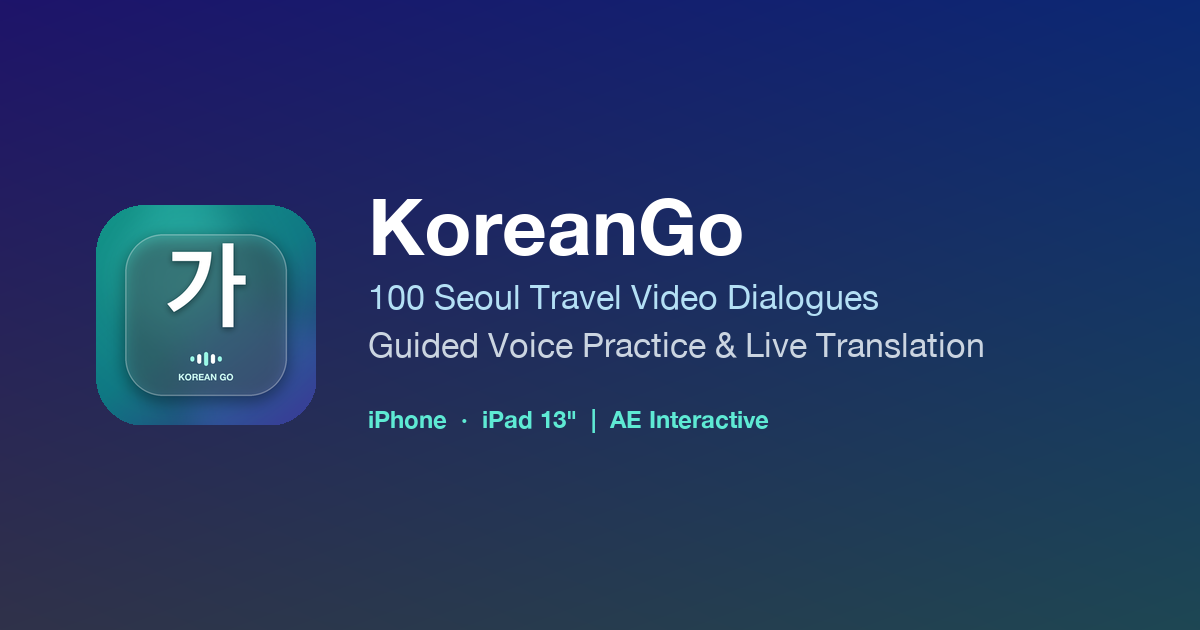 가
KOREAN GO
KoreanGo
100 Seoul Travel Video Dialogues
Guided Voice Practice & Live Translation
iPhone · iPad 13" | AE Interactive